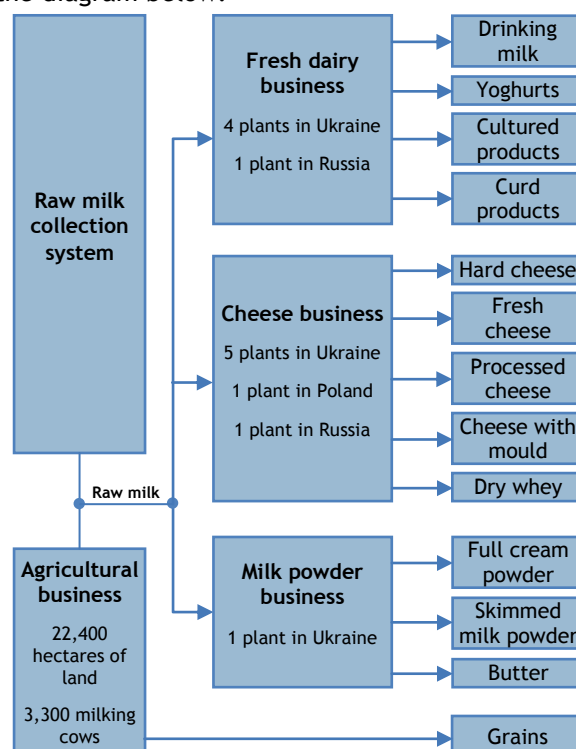 the diagram below.
Raw milk
collection
system
Raw milk
Agricultural
business
22,400
hectares of
land
3,300 milking
cows
Fresh dairy
business
4 plants in Ukraine
1 plant in Russia
Drinking
milk
Yoghurts
Cultured
products
Curd
products
Cheese business
5 plants in Ukraine
1 plant in Poland
1 plant in Russia
Hard cheese
Fresh
cheese
Processed
cheese
Cheese with
mould
Dry whey
Milk powder
business
1 plant in Ukraine
Full cream
powder
Skimmed
milk powder
Butter
Grains